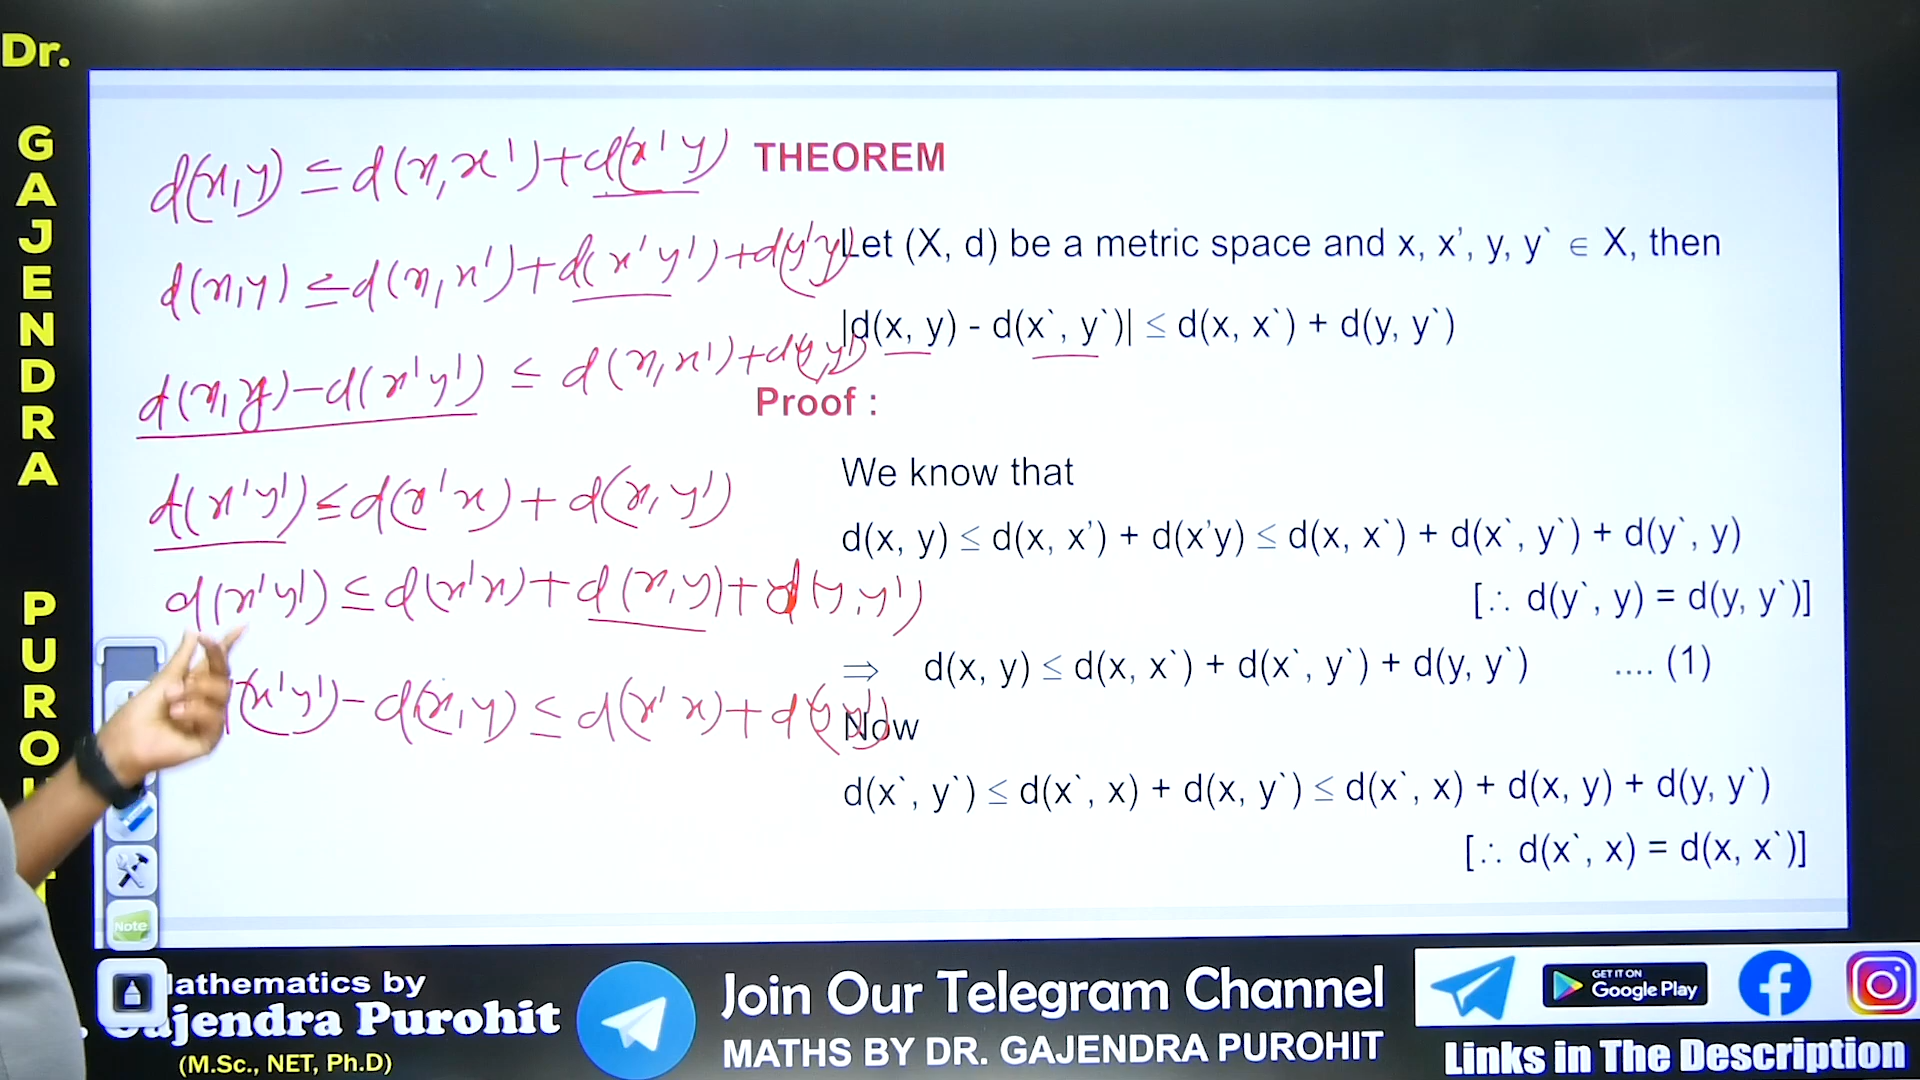 Dr.
GAJENDRA
PURO
d(x,y) ≤ d(x,x')+d(x'y)
d(x,y) ≤ d(x,x')+d(x'y')+d(y'y)
d(x,y)-d(x'y') ≤ d(x,x')+d(y,y')
d(x'y') ≤ d(x'x)+d(x,y')
d(x'y') ≤ d(x'x)+d(x,y)+d(y,y')
(x'y')-d(x,y) ≤ d(x'x)+d(y,y')
THEOREM
Let (X, d) be a metric space and x, x', y, y` ∈ X, then
|d(x, y) - d(x`, y`)| ≤ d(x, x`) + d(y, y`)
Proof :
We know that
d(x, y) ≤ d(x, x') + d(x'y) ≤ d(x, x`) + d(x`, y`) + d(y`, y)
[∴ d(y`, y) = d(y, y`)]
⇒ d(x, y) ≤ d(x, x`) + d(x`, y`) + d(y, y`) .... (1)
Now
d(x`, y`) ≤ d(x`, x) + d(x, y`) ≤ d(x`, x) + d(x, y) + d(y, y`)
[∴ d(x`, x) = d(x, x`)]
Note
athematics by
ajendra Purohit
(M.Sc., NET, Ph.D)
Join Our Telegram Channel
MATHS BY DR. GAJENDRA PUROHIT
GET IT ON
Google Play
Links in The Description